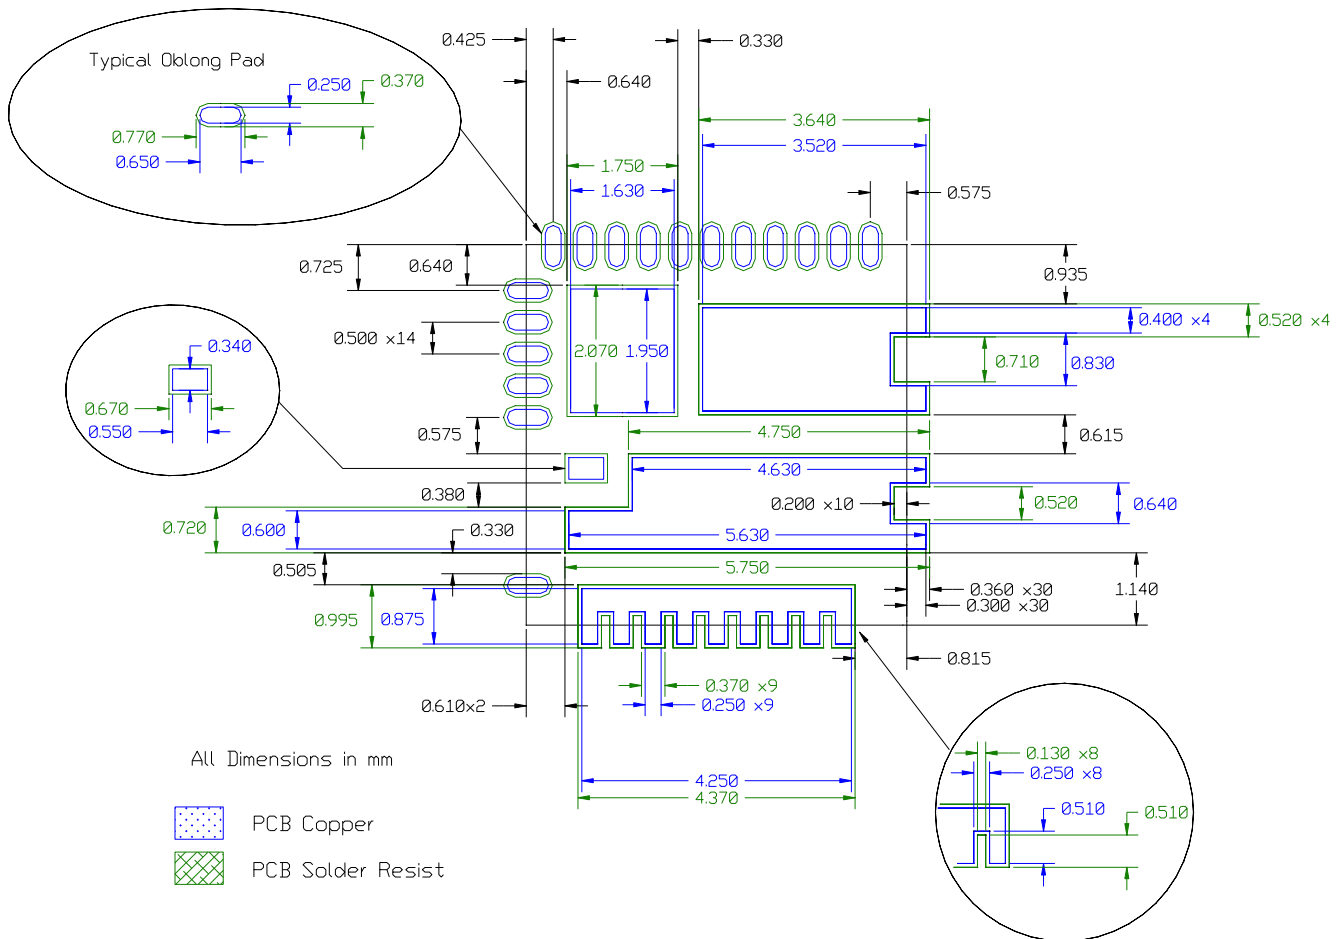 0.425
0.330
Typical Oblong Pad
0.250
0.370
0.640
0.770
0.650
3.640
3.520
1.750
1.630
0.575
0.725
0.640
0.935
0.400 x4
0.520 x4
0.500 x14
2.070
1.950
0.710
0.830
0.340
0.670
0.550
0.575
4.750
0.615
4.630
0.380
0.200 x10
0.520
0.640
0.720
0.600
0.330
5.630
0.505
5.750
0.360 x30
0.300 x30
1.140
0.995
0.875
0.815
0.370 x9
0.250 x9
0.610x2
All Dimensions in mm
4.250
4.370
0.130 x8
0.250 x8
0.510
0.510
PCB Copper
PCB Solder Resist